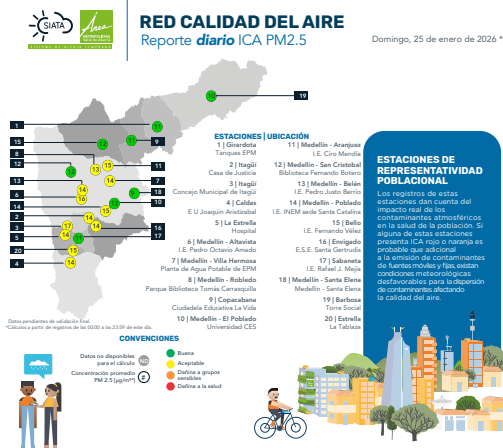 SIATA
Área
METROPOLITANA
Valle de Aburrá
SISTEMA DE ALERTA TEMPRANA
RED CALIDAD DEL AIRE
Reporte diario ICA PM2.5
Domingo, 25 de enero de 2026 *
19
1
15
8
12
13
6
14
2
3
5
20
4
9
11
7
18
10
16
17
ESTACIONES | UBICACIÓN
1 | Girardota
Tanques EPM
2 | Itagüí
Casa de Justicia
3 | Itagüí
Concejo Municipal de Itagüí
4 | Caldas
E U Joaquin Aristizabal
5 | La Estrella
Hospital
6 | Medellín - Altavista
I.E. Pedro Octavio Amado
7 | Medellín - Villa Hermosa
Planta de Agua Potable de EPM
8 | Medellín - Robledo
Parque Biblioteca Tomás Carrasquilla
9 | Copacabana
Ciudadela Educativa La Vida
10 | Medellín - El Poblado
Universidad CES
11 | Medellín - Aranjuez
I.E. Ciro Mendía
12 | Medellín - San Cristobal
Biblioteca Fernando Botero
13 | Medellín - Belén
I.E. Pedro Justo Berrio
14 | Medellín - Poblado
I.E. INEM sede Santa Catalina
15 | Bello
I.E. Fernando Vélez
16 | Envigado
E.S.E. Santa Gertrudis
17 | Sabaneta
I.E. Rafael J. Mejía
18 | Medellín - Santa Elena
Medellín - Santa Elena
19 | Barbosa
Torre Social
20 | Estrella
La Tablaza
ESTACIONES DE
REPRESENTATIVIDAD
POBLACIONAL
Los registros de estas
estaciones dan cuenta del
impacto real de los
contaminantes atmosféricos
en la salud de la población. Si
alguna de estas estaciones
presenta ICA rojo o naranja es
probable que adicional
a la emisión de contaminantes
de fuentes móviles y fijas, existan
condiciones meteorológicas
desfavorables para la dispersión
de contaminantes afectando
la calidad del aire.
Datos pendientes de validación final.
*Cálculos a partir de registros de las 00:00 a las 23:59 de este día.
CONVENCIONES
Datos no disponibles
para el cálculo
ND
Concentración promedio
PM 2.5 [µg/m³*]
#
Buena
Aceptable
Dañina a grupos
sensibles
Dañina a la salud